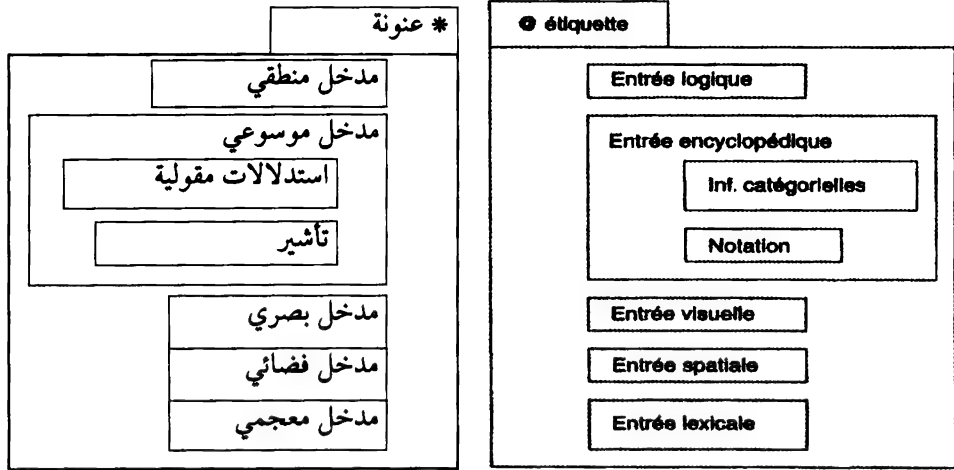 * عنونة
مدخل منطقي
مدخل موسوعي
استدلالات مقولية
تأشير
مدخل بصري
مدخل فضائي
مدخل معجمي
@ étiquette
Entrée logique
Entrée encyclopédique
Inf. catégorielles
Notation
Entrée visuelle
Entrée spatiale
Entrée lexicale